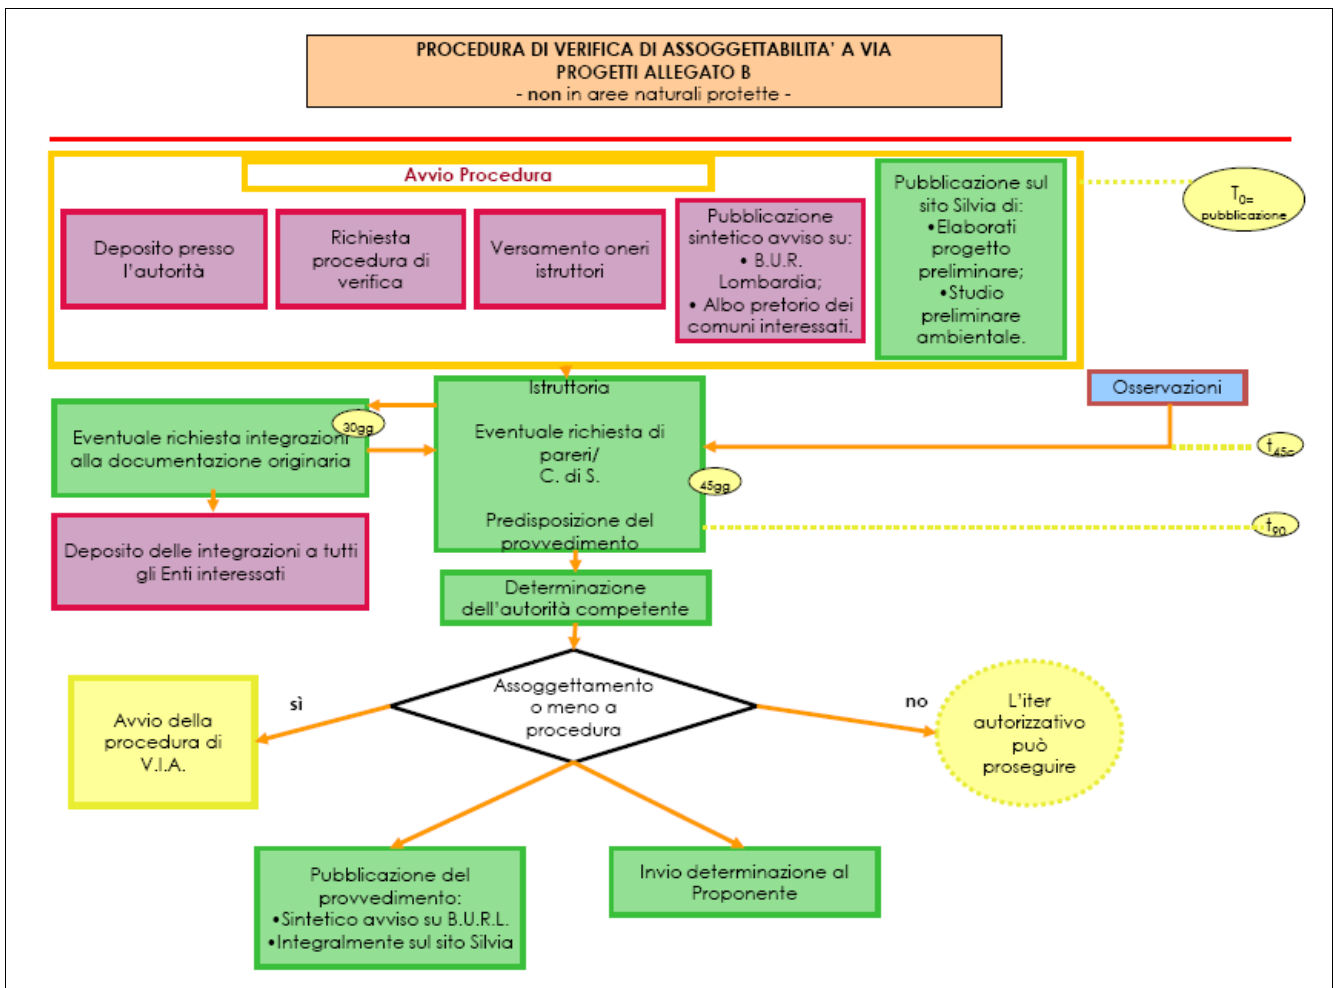 PROCEDURA DI VERIFICA DI ASSOGGETTABILITA' A VIA
PROGETTI ALLEGATO B
- non in aree naturali protette -
Avvio Procedura
Deposito presso
l'autorità
Richiesta
procedura di
verifica
Versamento oneri
istruttori
Pubblicazione
sintetico avviso su:
• B.U.R.
Lombardia;
• Albo pretorio dei
comuni interessati.
Pubblicazione sul
sito Silvia di:
•Elaborati
progetto
preliminare;
•Studio
preliminare
ambientale.
T0=
pubblicazione
Istruttoria
Eventuale richiesta di
pareri/
C. di S.
Predisposizione del
provvedimento
45gg
Osservazioni
30gg
Eventuale richiesta integrazioni
alla documentazione originaria
Deposito delle integrazioni a tutti
gli Enti interessati
t90
Determinazione
dell'autorità competente
Assoggettamento
o meno a
procedura
sì
no
Avvio della
procedura di
V.I.A.
L'iter
autorizzativo
può
proseguire
Pubblicazione del
provvedimento:
•Sintetico avviso su B.U.R.L.
•Integralmente sul sito Silvia
Invio determinazione al
Proponente